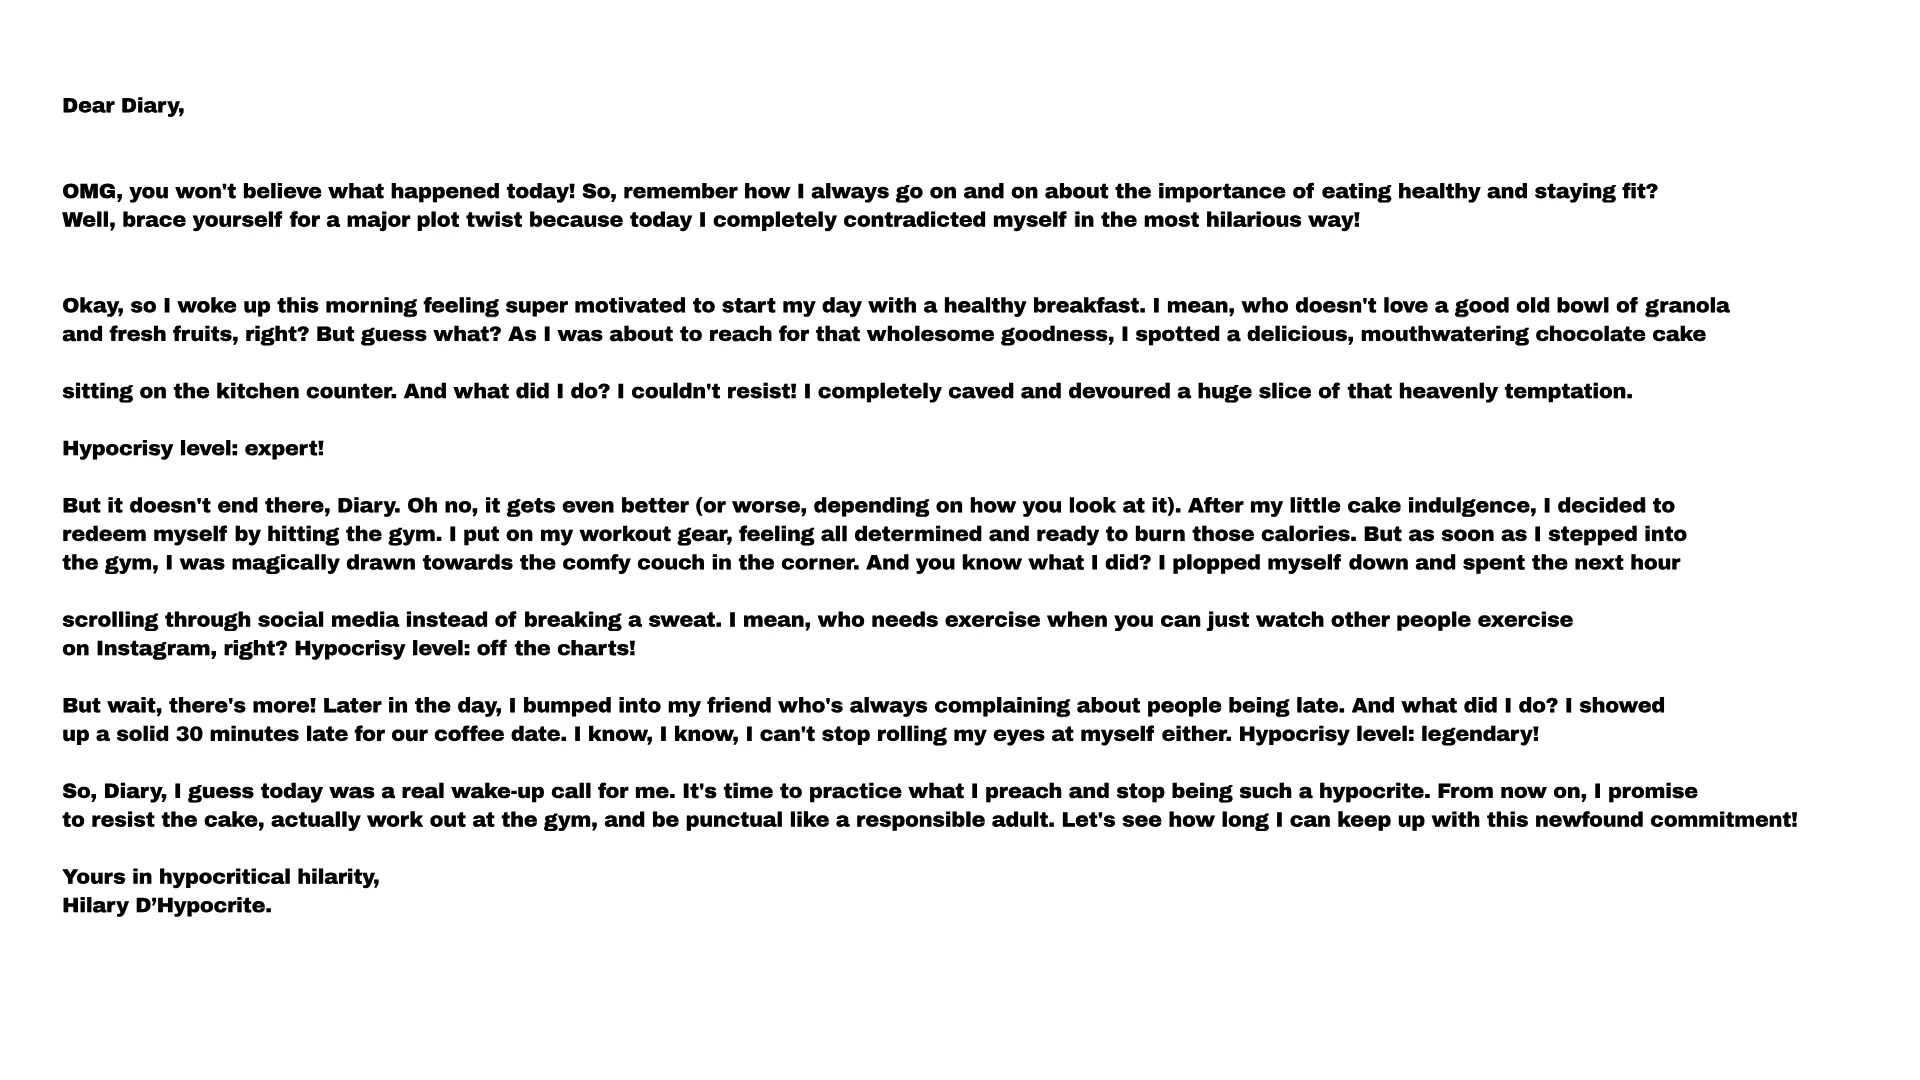 Dear Diary,
OMG, you won't believe what happened today! So, remember how I always go on and on about the importance of eating healthy and staying fit?
Well, brace yourself for a major plot twist because today I completely contradicted myself in the most hilarious way!
Okay, so I woke up this morning feeling super motivated to start my day with a healthy breakfast. I mean, who doesn't love a good old bowl of granola
and fresh fruits, right? But guess what? As I was about to reach for that wholesome goodness, I spotted a delicious, mouthwatering chocolate cake
sitting on the kitchen counter. And what did I do? I couldn't resist! I completely caved and devoured a huge slice of that heavenly temptation.
Hypocrisy level: expert!
But it doesn't end there, Diary. Oh no, it gets even better (or worse, depending on how you look at it). After my little cake indulgence, I decided to
redeem myself by hitting the gym. I put on my workout gear, feeling all determined and ready to burn those calories. But as soon as I stepped into
the gym, I was magically drawn towards the comfy couch in the corner. And you know what I did? I plopped myself down and spent the next hour
scrolling through social media instead of breaking a sweat. I mean, who needs exercise when you can just watch other people exercise
on Instagram, right? Hypocrisy level: off the charts!
But wait, there's more! Later in the day, I bumped into my friend who's always complaining about people being late. And what did I do? I showed
up a solid 30 minutes late for our coffee date. I know, I know, I can't stop rolling my eyes at myself either. Hypocrisy level: legendary!
So, Diary, I guess today was a real wake-up call for me. It's time to practice what I preach and stop being such a hypocrite. From now on, I promise
to resist the cake, actually work out at the gym, and be punctual like a responsible adult. Let's see how long I can keep up with this newfound commitment!
Yours in hypocritical hilarity,
Hilary D’Hypocrite.